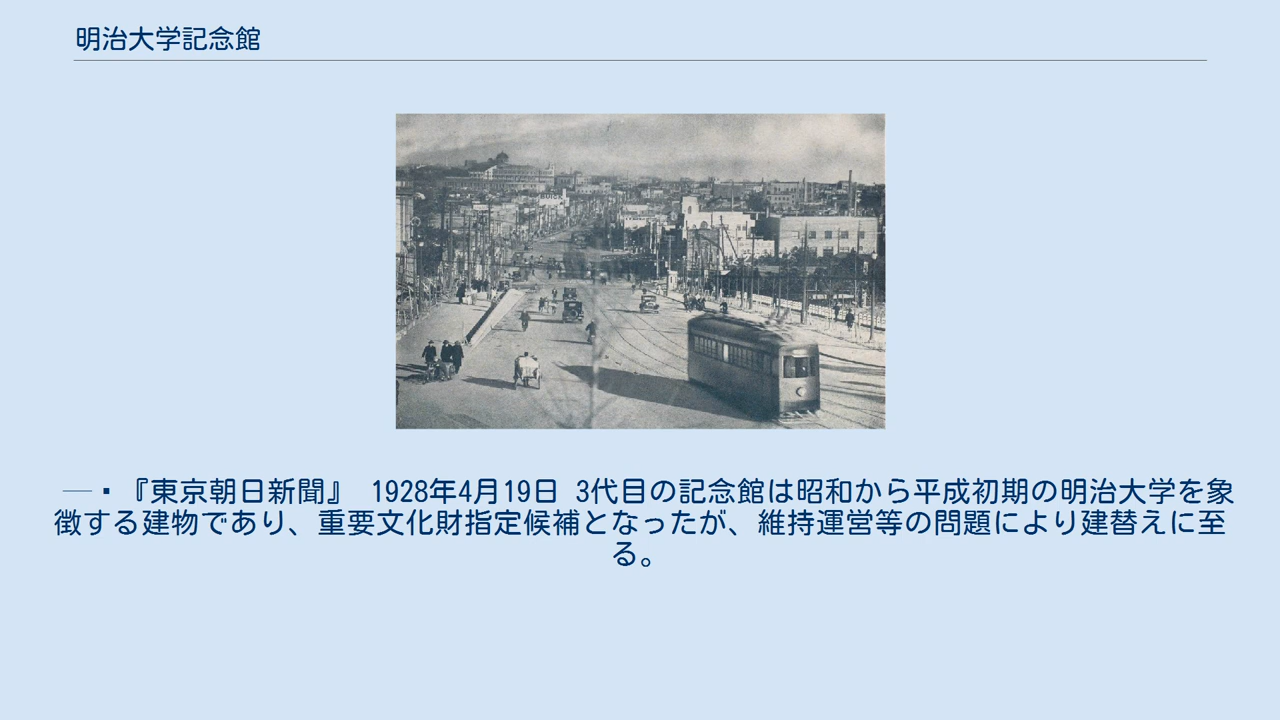 明治大学記念館
BUICK
―▪『東京朝日新聞』 1928年4月19日 3代目の記念館は昭和から平成初期の明治大学を象
徴する建物であり、重要文化財指定候補となったが、維持運営等の問題により建替えに至
る。